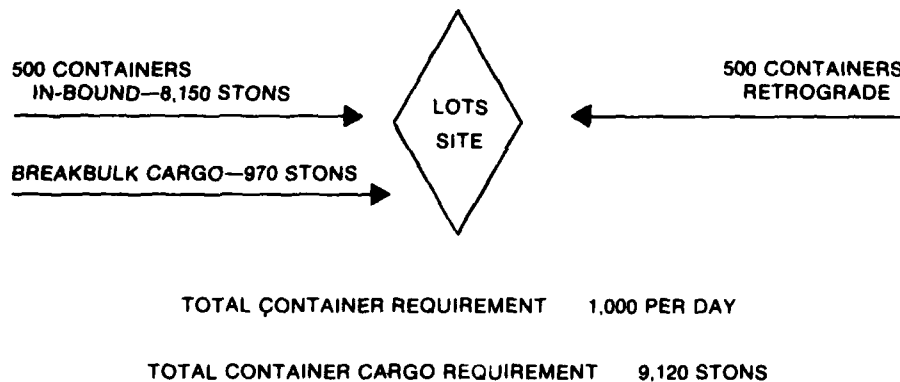 500 CONTAINERS
IN-BOUND—8,150 STONS
BREAKBULK CARGO—970 STONS
LOTS
SITE
500 CONTAINERS
RETROGRADE
TOTAL CONTAINER REQUIREMENT 1,000 PER DAY
TOTAL CONTAINER CARGO REQUIREMENT 9,120 STONS